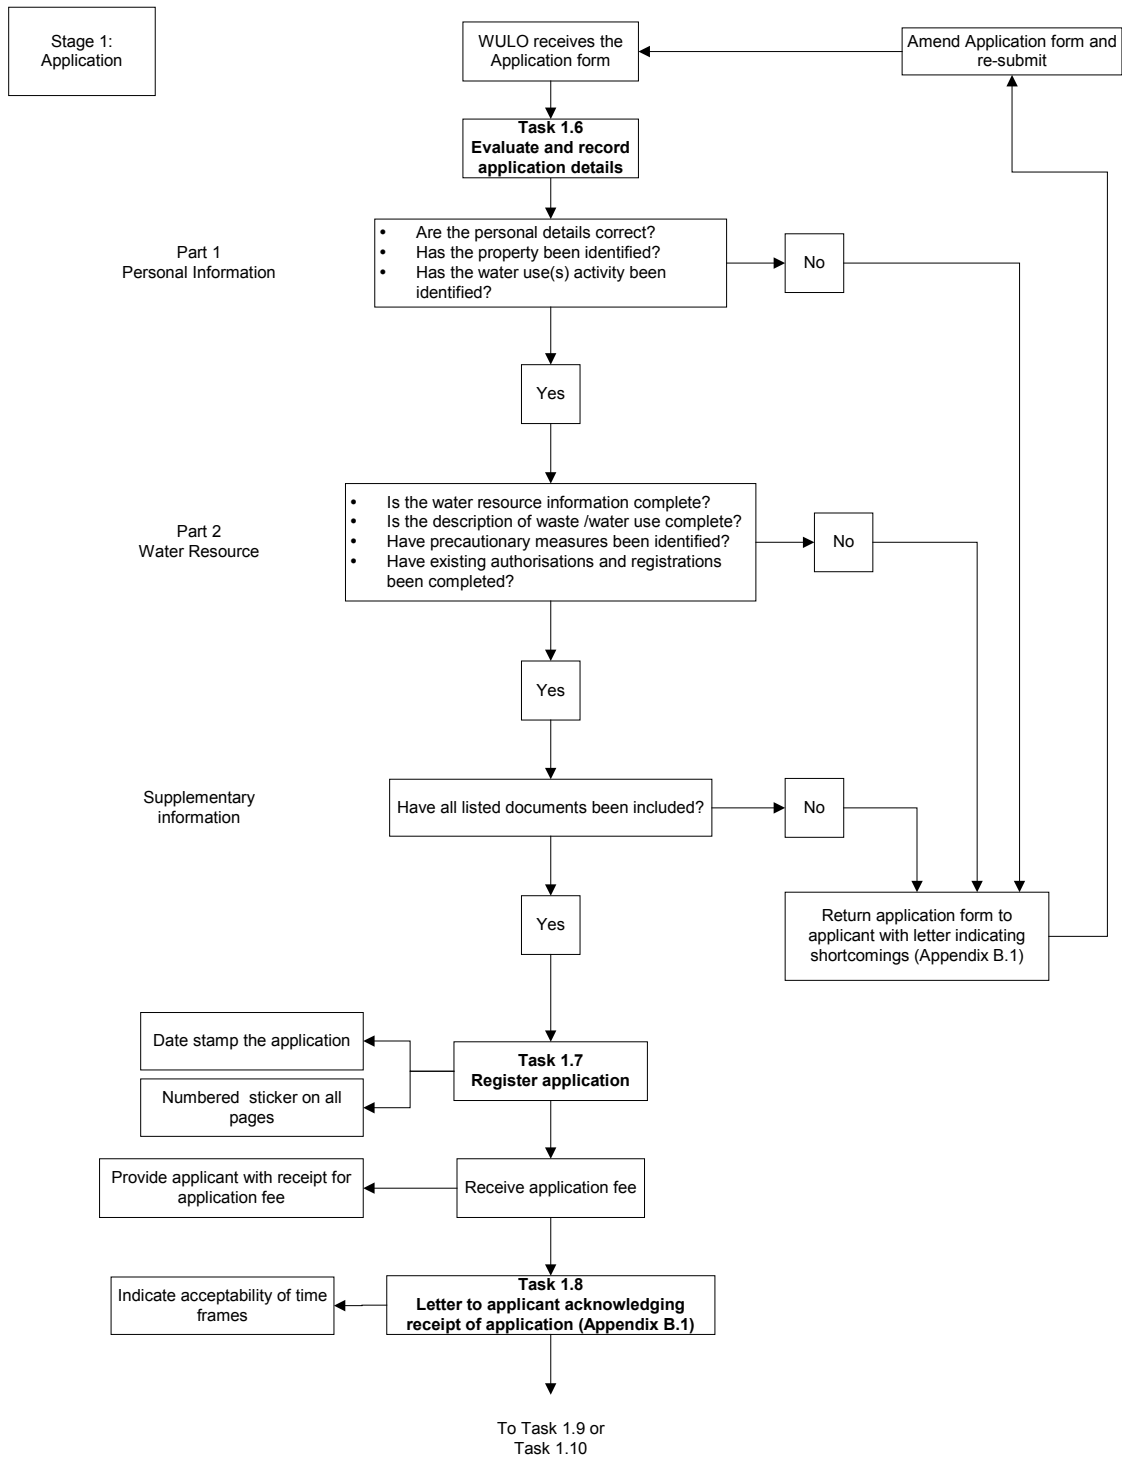 Stage 1:
Application
WULO receives the
Application form
Amend Application form and
re-submit
Task 1.6
Evaluate and record
application details
Part 1
Personal Information
• Are the personal details correct?
• Has the property been identified?
• Has the water use(s) activity been
identified?
No
Yes
Part 2
Water Resource
• Is the water resource information complete?
• Is the description of waste /water use complete?
• Have precautionary measures been identified?
• Have existing authorisations and registrations
been completed?
No
Yes
Supplementary
information
Have all listed documents been included?
No
Yes
Return application form to
applicant with letter indicating
shortcomings (Appendix B.1)
Date stamp the application
Numbered sticker on all
pages
Task 1.7
Register application
Provide applicant with receipt for
application fee
Receive application fee
Indicate acceptability of time
frames
Task 1.8
Letter to applicant acknowledging
receipt of application (Appendix B.1)
To Task 1.9 or
Task 1.10